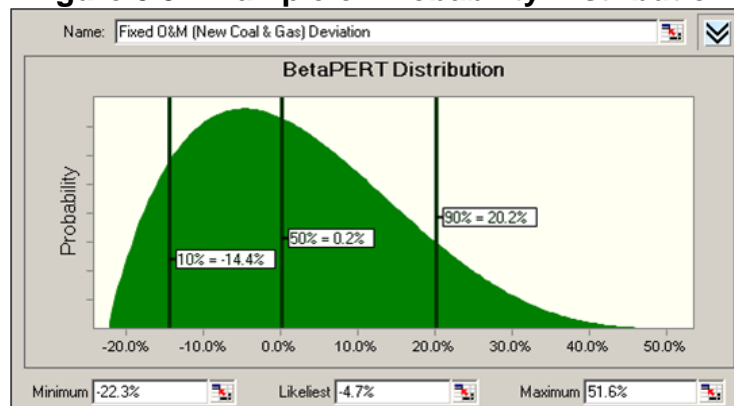 Name: Fixed O&M (New Coal & Gas) Deviation
BetaPERT Distribution
Probability
10% = -14.4%
50% = 0.2%
90% = 20.2%
-20.0% -10.0% 0.0% 10.0% 20.0% 30.0% 40.0% 50.0%
Minimum -22.3% Likeliest -4.7% Maximum 51.6%